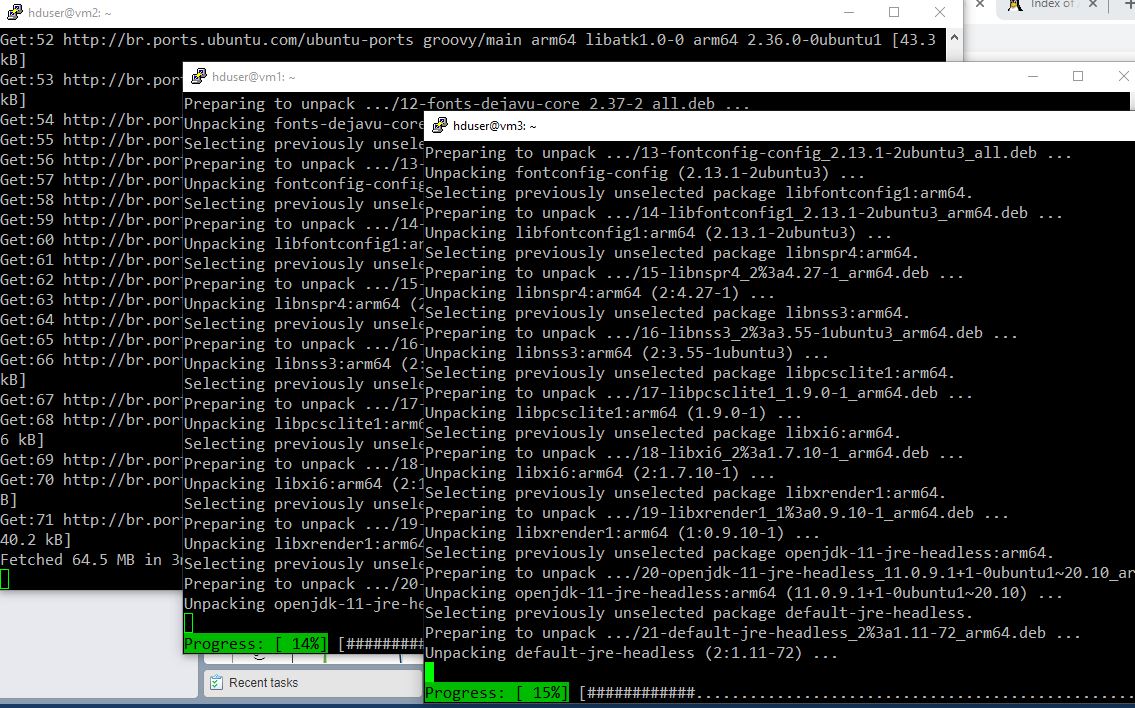 hduser@vm2: ~
Index of
Get:52 http://br.ports.ubuntu.com/ubuntu-ports groovy/main arm64 libatk1.0-0 arm64 2.36.0-0ubuntu1 [43.3
kB]
Get:53 http://br.por
kB]
Get:54 http://br.por
Get:55 http://br.por
Get:56 http://br.por
Get:57 http://br.por
Get:58 http://br.por
Get:59 http://br.por
Get:60 http://br.por
Get:61 http://br.por
Get:62 http://br.por
Get:63 http://br.por
Get:64 http://br.por
Get:65 http://br.por
Get:66 http://br.por
kB]
Get:67 http://br.por
Get:68 http://br.por
6 kB]
Get:69 http://br.por
Get:70 http://br.por
B]
Get:71 http://br.por
40.2 kB]
Fetched 64.5 MB in 3
hduser@vm1: ~
Preparing to unpack .../12-fonts-dejavu-core_2.37-2_all.deb ...
Unpacking fonts-dejavu-core
Selecting previously unsele
Preparing to unpack .../13-
Unpacking fontconfig-config
Selecting previously unsele
Preparing to unpack .../14-
Unpacking libfontconfig1:ar
Selecting previously unsele
Preparing to unpack .../15-
Unpacking libnspr4:arm64 (2
Selecting previously unsele
Preparing to unpack .../16-
Unpacking libnss3:arm64 (2:
Selecting previously unsele
Preparing to unpack .../17-
Unpacking libpcsclite1:arm6
Selecting previously unsele
Preparing to unpack .../18-
Unpacking libxi6:arm64 (2:1
Selecting previously unsele
Preparing to unpack .../19-
Unpacking libxrender1:arm64
Selecting previously unsele
Preparing to unpack .../20-
Unpacking openjdk-11-jre-he
Progress: [ 14%] [#########
Recent tasks
hduser@vm3: ~
Preparing to unpack .../13-fontconfig-config_2.13.1-2ubuntu3_all.deb ...
Unpacking fontconfig-config (2.13.1-2ubuntu3) ...
Selecting previously unselected package libfontconfig1:arm64.
Preparing to unpack .../14-libfontconfig1_2.13.1-2ubuntu3_arm64.deb ...
Unpacking libfontconfig1:arm64 (2.13.1-2ubuntu3) ...
Selecting previously unselected package libnspr4:arm64.
Preparing to unpack .../15-libnspr4_2%3a4.27-1_arm64.deb ...
Unpacking libnspr4:arm64 (2:4.27-1) ...
Selecting previously unselected package libnss3:arm64.
Preparing to unpack .../16-libnss3_2%3a3.55-1ubuntu3_arm64.deb ...
Unpacking libnss3:arm64 (2:3.55-1ubuntu3) ...
Selecting previously unselected package libpcsclite1:arm64.
Preparing to unpack .../17-libpcsclite1_1.9.0-1_arm64.deb ...
Unpacking libpcsclite1:arm64 (1.9.0-1) ...
Selecting previously unselected package libxi6:arm64.
Preparing to unpack .../18-libxi6_2%3a1.7.10-1_arm64.deb ...
Unpacking libxi6:arm64 (2:1.7.10-1) ...
Selecting previously unselected package libxrender1:arm64.
Preparing to unpack .../19-libxrender1_1%3a0.9.10-1_arm64.deb ...
Unpacking libxrender1:arm64 (1:0.9.10-1) ...
Selecting previously unselected package openjdk-11-jre-headless:arm64.
Preparing to unpack .../20-openjdk-11-jre-headless_11.0.9.1+1-0ubuntu1~20.10_ar
Unpacking openjdk-11-jre-headless:arm64 (11.0.9.1+1-0ubuntu1~20.10) ...
Selecting previously unselected package default-jre-headless.
Preparing to unpack .../21-default-jre-headless_2%3a1.11-72_arm64.deb ...
Unpacking default-jre-headless (2:1.11-72) ...
Progress: [ 15%] [############.................................................